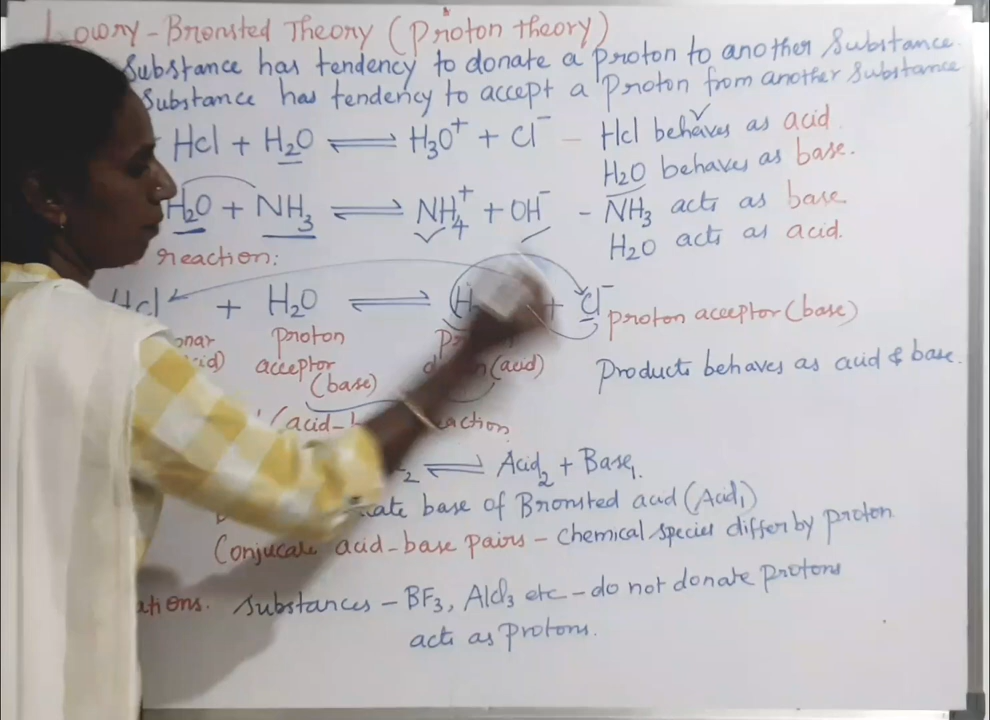 Lowry - Bronsted Theory (Proton theory)
Substance has tendency to donate a proton to another Substance.
Substance has tendency to accept a Proton from another Substance
Hcl + H2O ⇌ H3O+ + Cl- - Hcl behaves as acid.
H2O behaves as base.
H2O + NH3 ⇌ NH4+ + OH- - NH3 acts as base
H2O acts as acid.
reaction:
Hcl + H2O ⇌ + Cl- proton acceptor (base)
proton
acceptor (acid)
(base) Products behaves as acid & base.
(acid-
⇌ Acid2 + Base1.
base of Bronsted acid (Acid1)
Conjucate acid-base pairs - chemical species differ by proton
Substances - BF3, Alcl3 etc - do not donate protons
acts as protons.